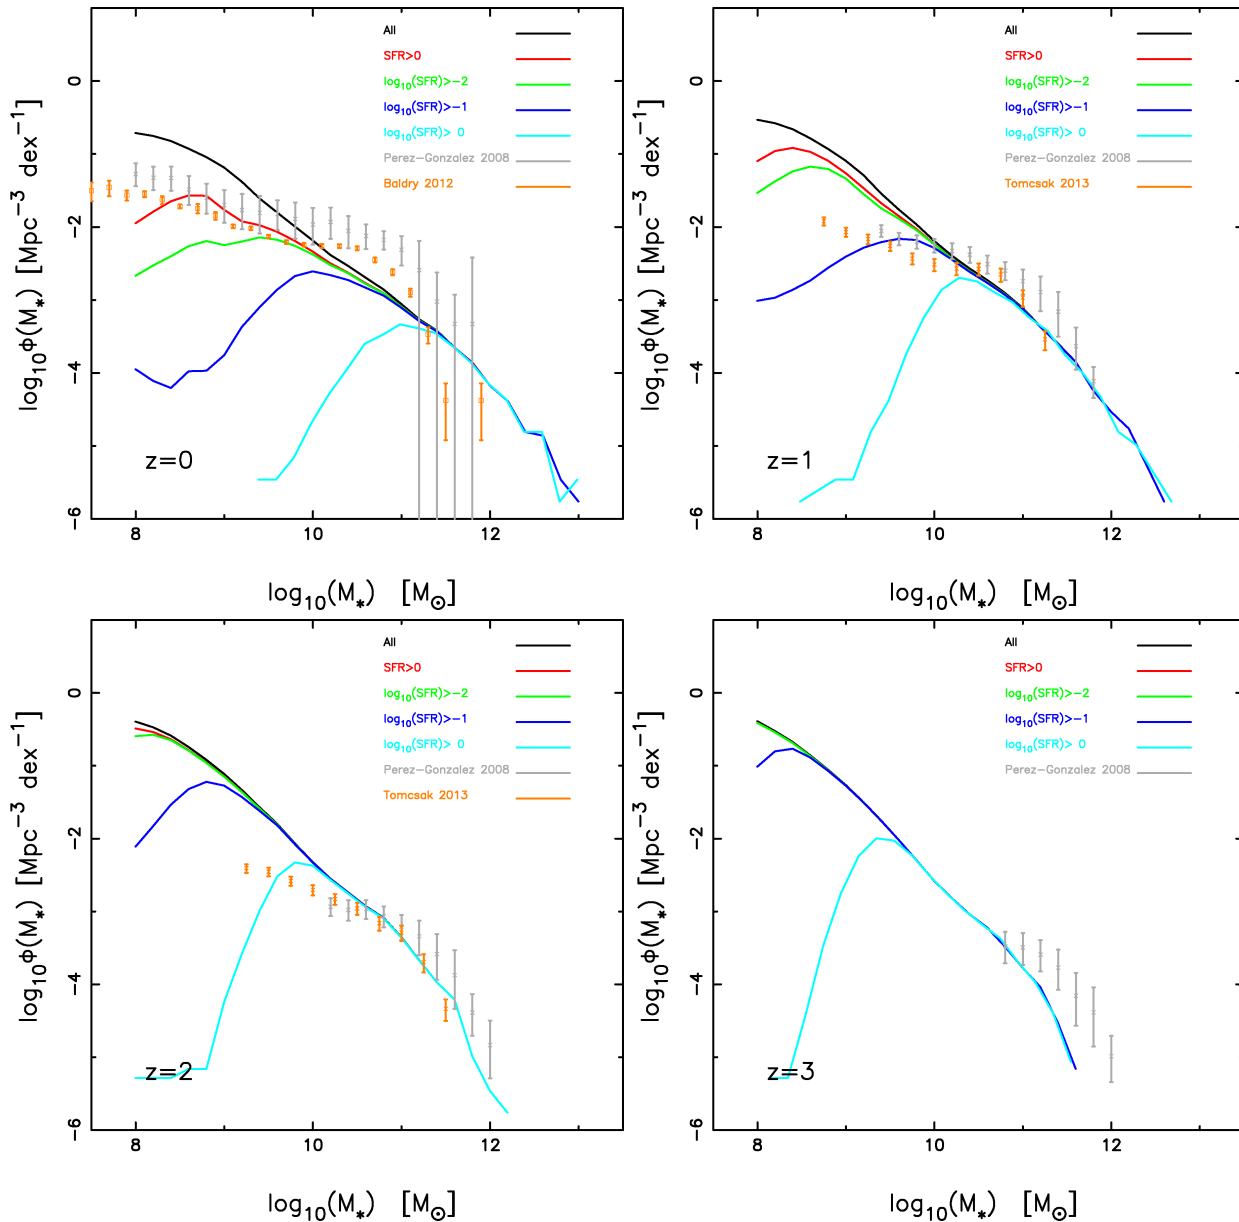 All
SFR>0
log₁₀(SFR)>−2
log₁₀(SFR)>−1
log₁₀(SFR)> 0
Perez−Gonzalez 2008
Baldry 2012
z=0
0
−2
−4
−6
8
10
12
log₁₀Φ(M∗) [Mpc⁻³ dex⁻¹]
log₁₀(M∗) [M⊙]
All
SFR>0
log₁₀(SFR)>−2
log₁₀(SFR)>−1
log₁₀(SFR)> 0
Perez−Gonzalez 2008
Tomcsak 2013
z=1
0
−2
−4
−6
8
10
12
log₁₀Φ(M∗) [Mpc⁻³ dex⁻¹]
log₁₀(M∗) [M⊙]
All
SFR>0
log₁₀(SFR)>−2
log₁₀(SFR)>−1
log₁₀(SFR)> 0
Perez−Gonzalez 2008
Tomcsak 2013
z=2
0
−2
−4
−6
8
10
12
log₁₀Φ(M∗) [Mpc⁻³ dex⁻¹]
log₁₀(M∗) [M⊙]
All
SFR>0
log₁₀(SFR)>−2
log₁₀(SFR)>−1
log₁₀(SFR)> 0
Perez−Gonzalez 2008
z=3
0
−2
−4
−6
8
10
12
log₁₀Φ(M∗) [Mpc⁻³ dex⁻¹]
log₁₀(M∗) [M⊙]